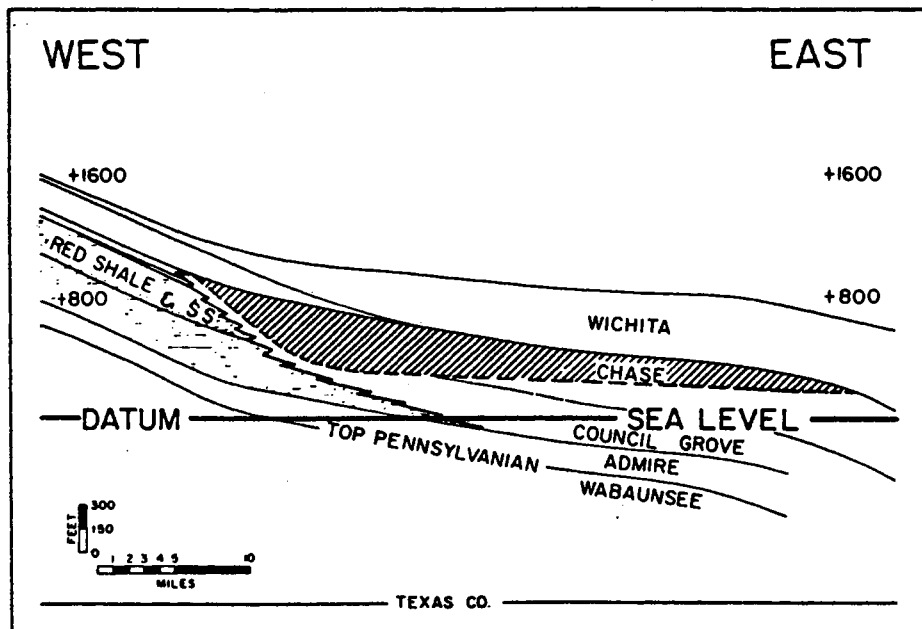 WEST EAST
+1600 +1600
RED SHALE & SS
+800 +800
WICHITA
CHASE
DATUM SEA LEVEL
COUNCIL GROVE
TOP PENNSYLVANIAN
ADMIRE
WABAUNSEE
FEET
300
150
0
1 2 3 4 5 10
MILES
TEXAS CO.